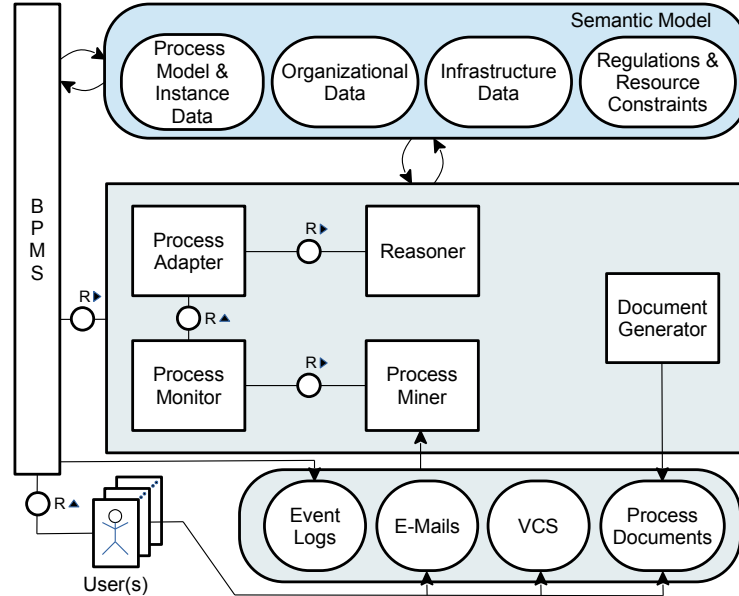 Semantic Model
Process
Model &
Instance
Data
Organizational
Data
Infrastructure
Data
Regulations &
Resource
Constraints
B
P
M
S
R
Process
Adapter
R
Reasoner
R
Document
Generator
Process
Monitor
R
Process
Miner
R
User(s)
Event
Logs
E-Mails
VCS
Process
Documents